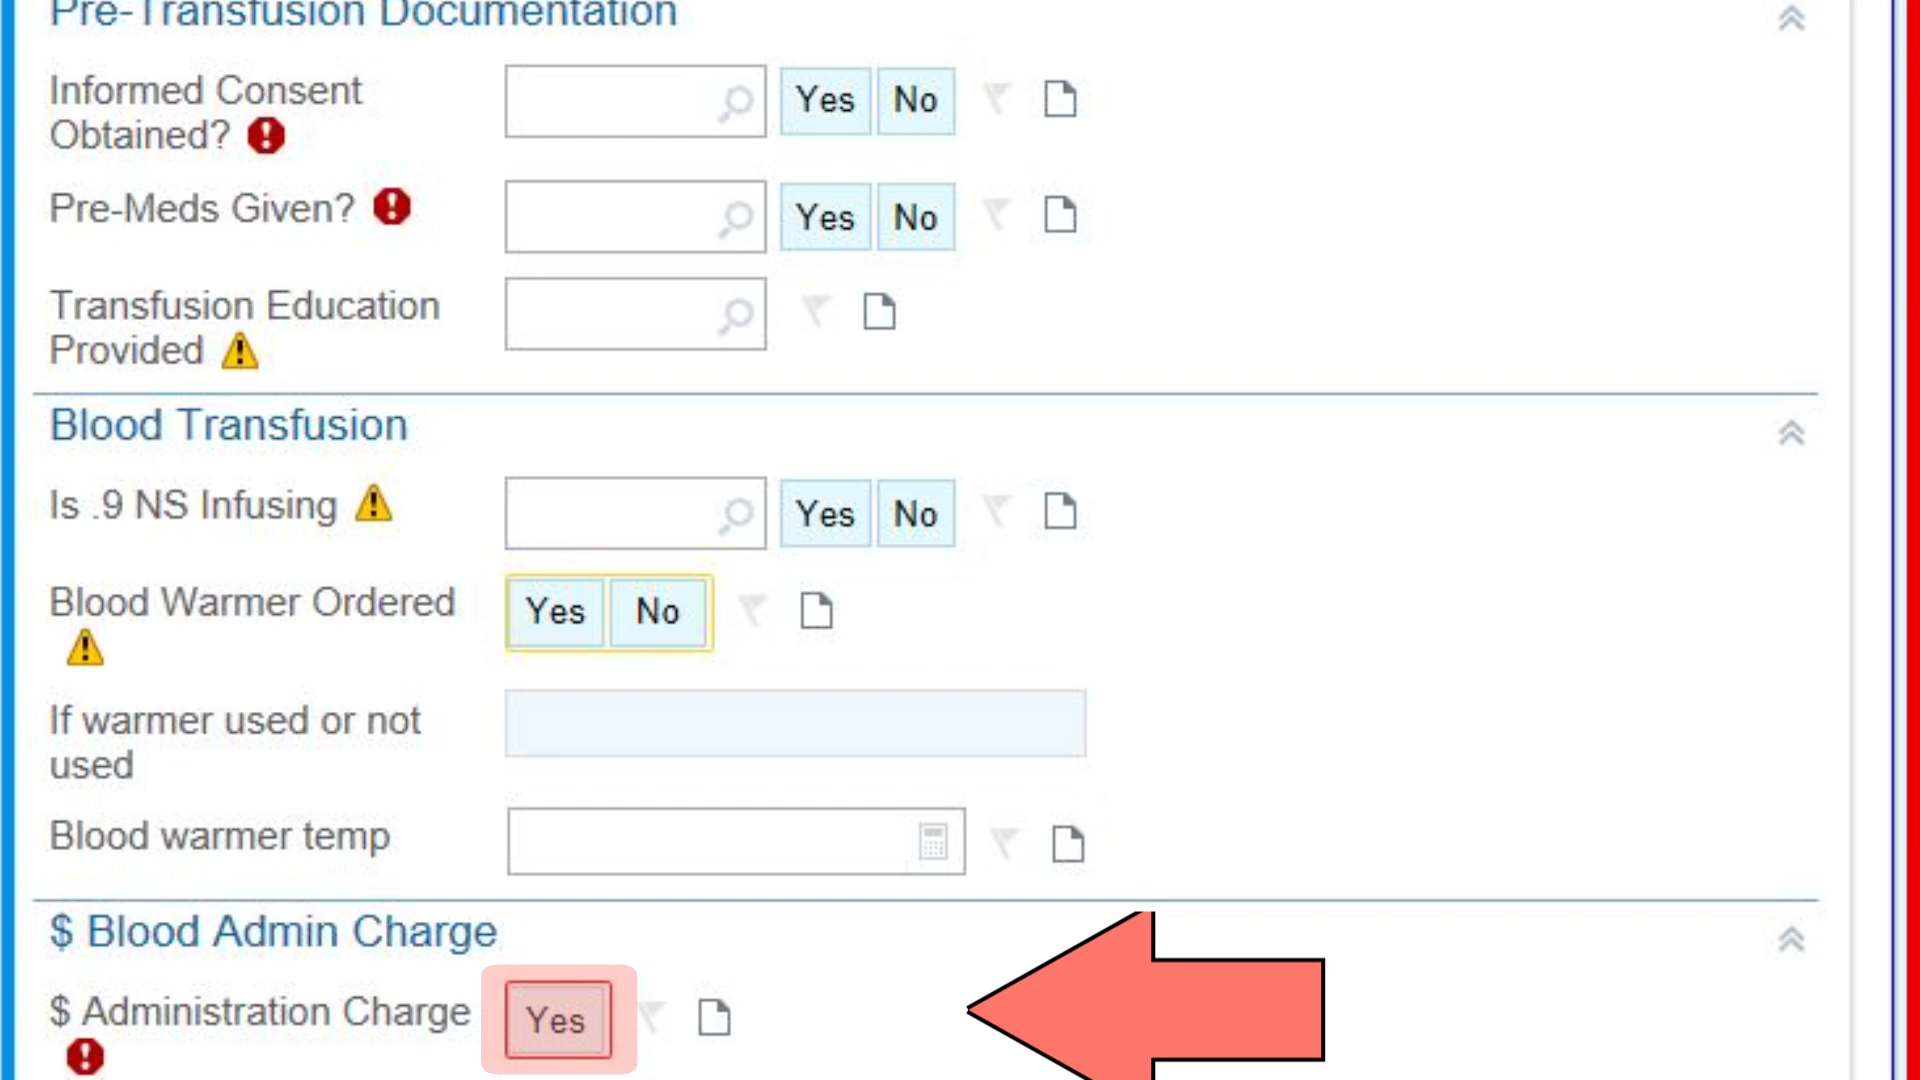 Pre-Transfusion Documentation
Informed Consent
Obtained?
Yes No
Pre-Meds Given?
Yes No
Transfusion Education
Provided
Blood Transfusion
Is .9 NS Infusing
Yes No
Blood Warmer Ordered
Yes No
If warmer used or not
used
Blood warmer temp
$ Blood Admin Charge
$ Administration Charge
Yes